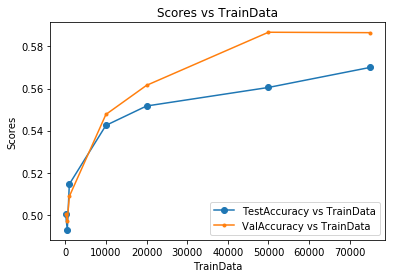 Scores vs TrainData
0.58
0.56
0.54
0.52
0.50
Scores
TestAccuracy vs TrainData
ValAccuracy vs TrainData
0 10000 20000 30000 40000 50000 60000 70000
TrainData